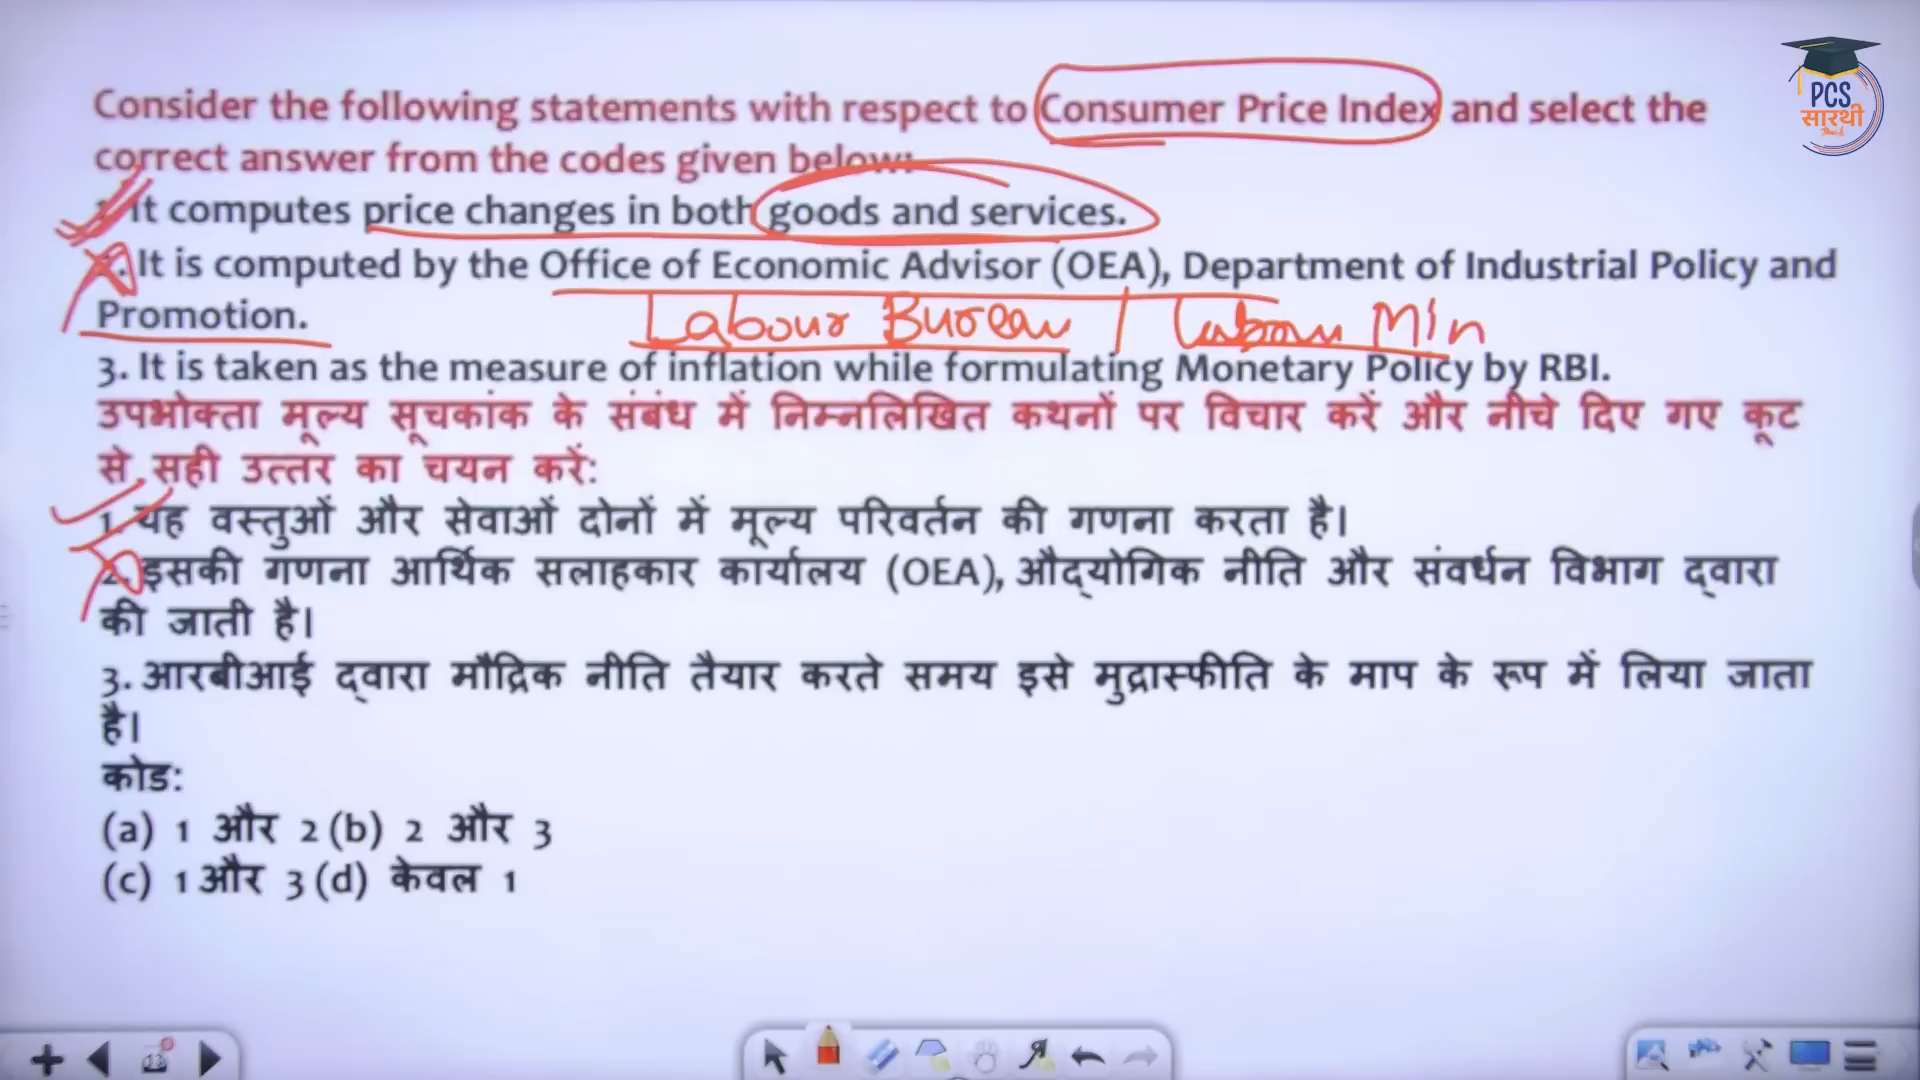 PCS
सारथी
Consider the following statements with respect to Consumer Price Index and select the
correct answer from the codes given below:
It computes price changes in both goods and services.
It is computed by the Office of Economic Advisor (OEA), Department of Industrial Policy and
Promotion.
Labour Bureau / Labour Min
3. It is taken as the measure of inflation while formulating Monetary Policy by RBI.
उपभोक्ता मूल्य सूचकांक के संबंध में निम्नलिखित कथनों पर विचार करें और नीचे दिए गए कूट
से सही उत्तर का चयन करें:
1. यह वस्तुओं और सेवाओं दोनों में मूल्य परिवर्तन की गणना करता है।
2. इसकी गणना आर्थिक सलाहकार कार्यालय (OEA), औद्योगिक नीति और संवर्धन विभाग द्वारा
की जाती है।
3. आरबीआई द्वारा मौद्रिक नीति तैयार करते समय इसे मुद्रास्फीति के माप के रूप में लिया जाता
है।
कोड:
(a) 1 और 2 (b) 2 और 3
(c) 1 और 3 (d) केवल 1
13